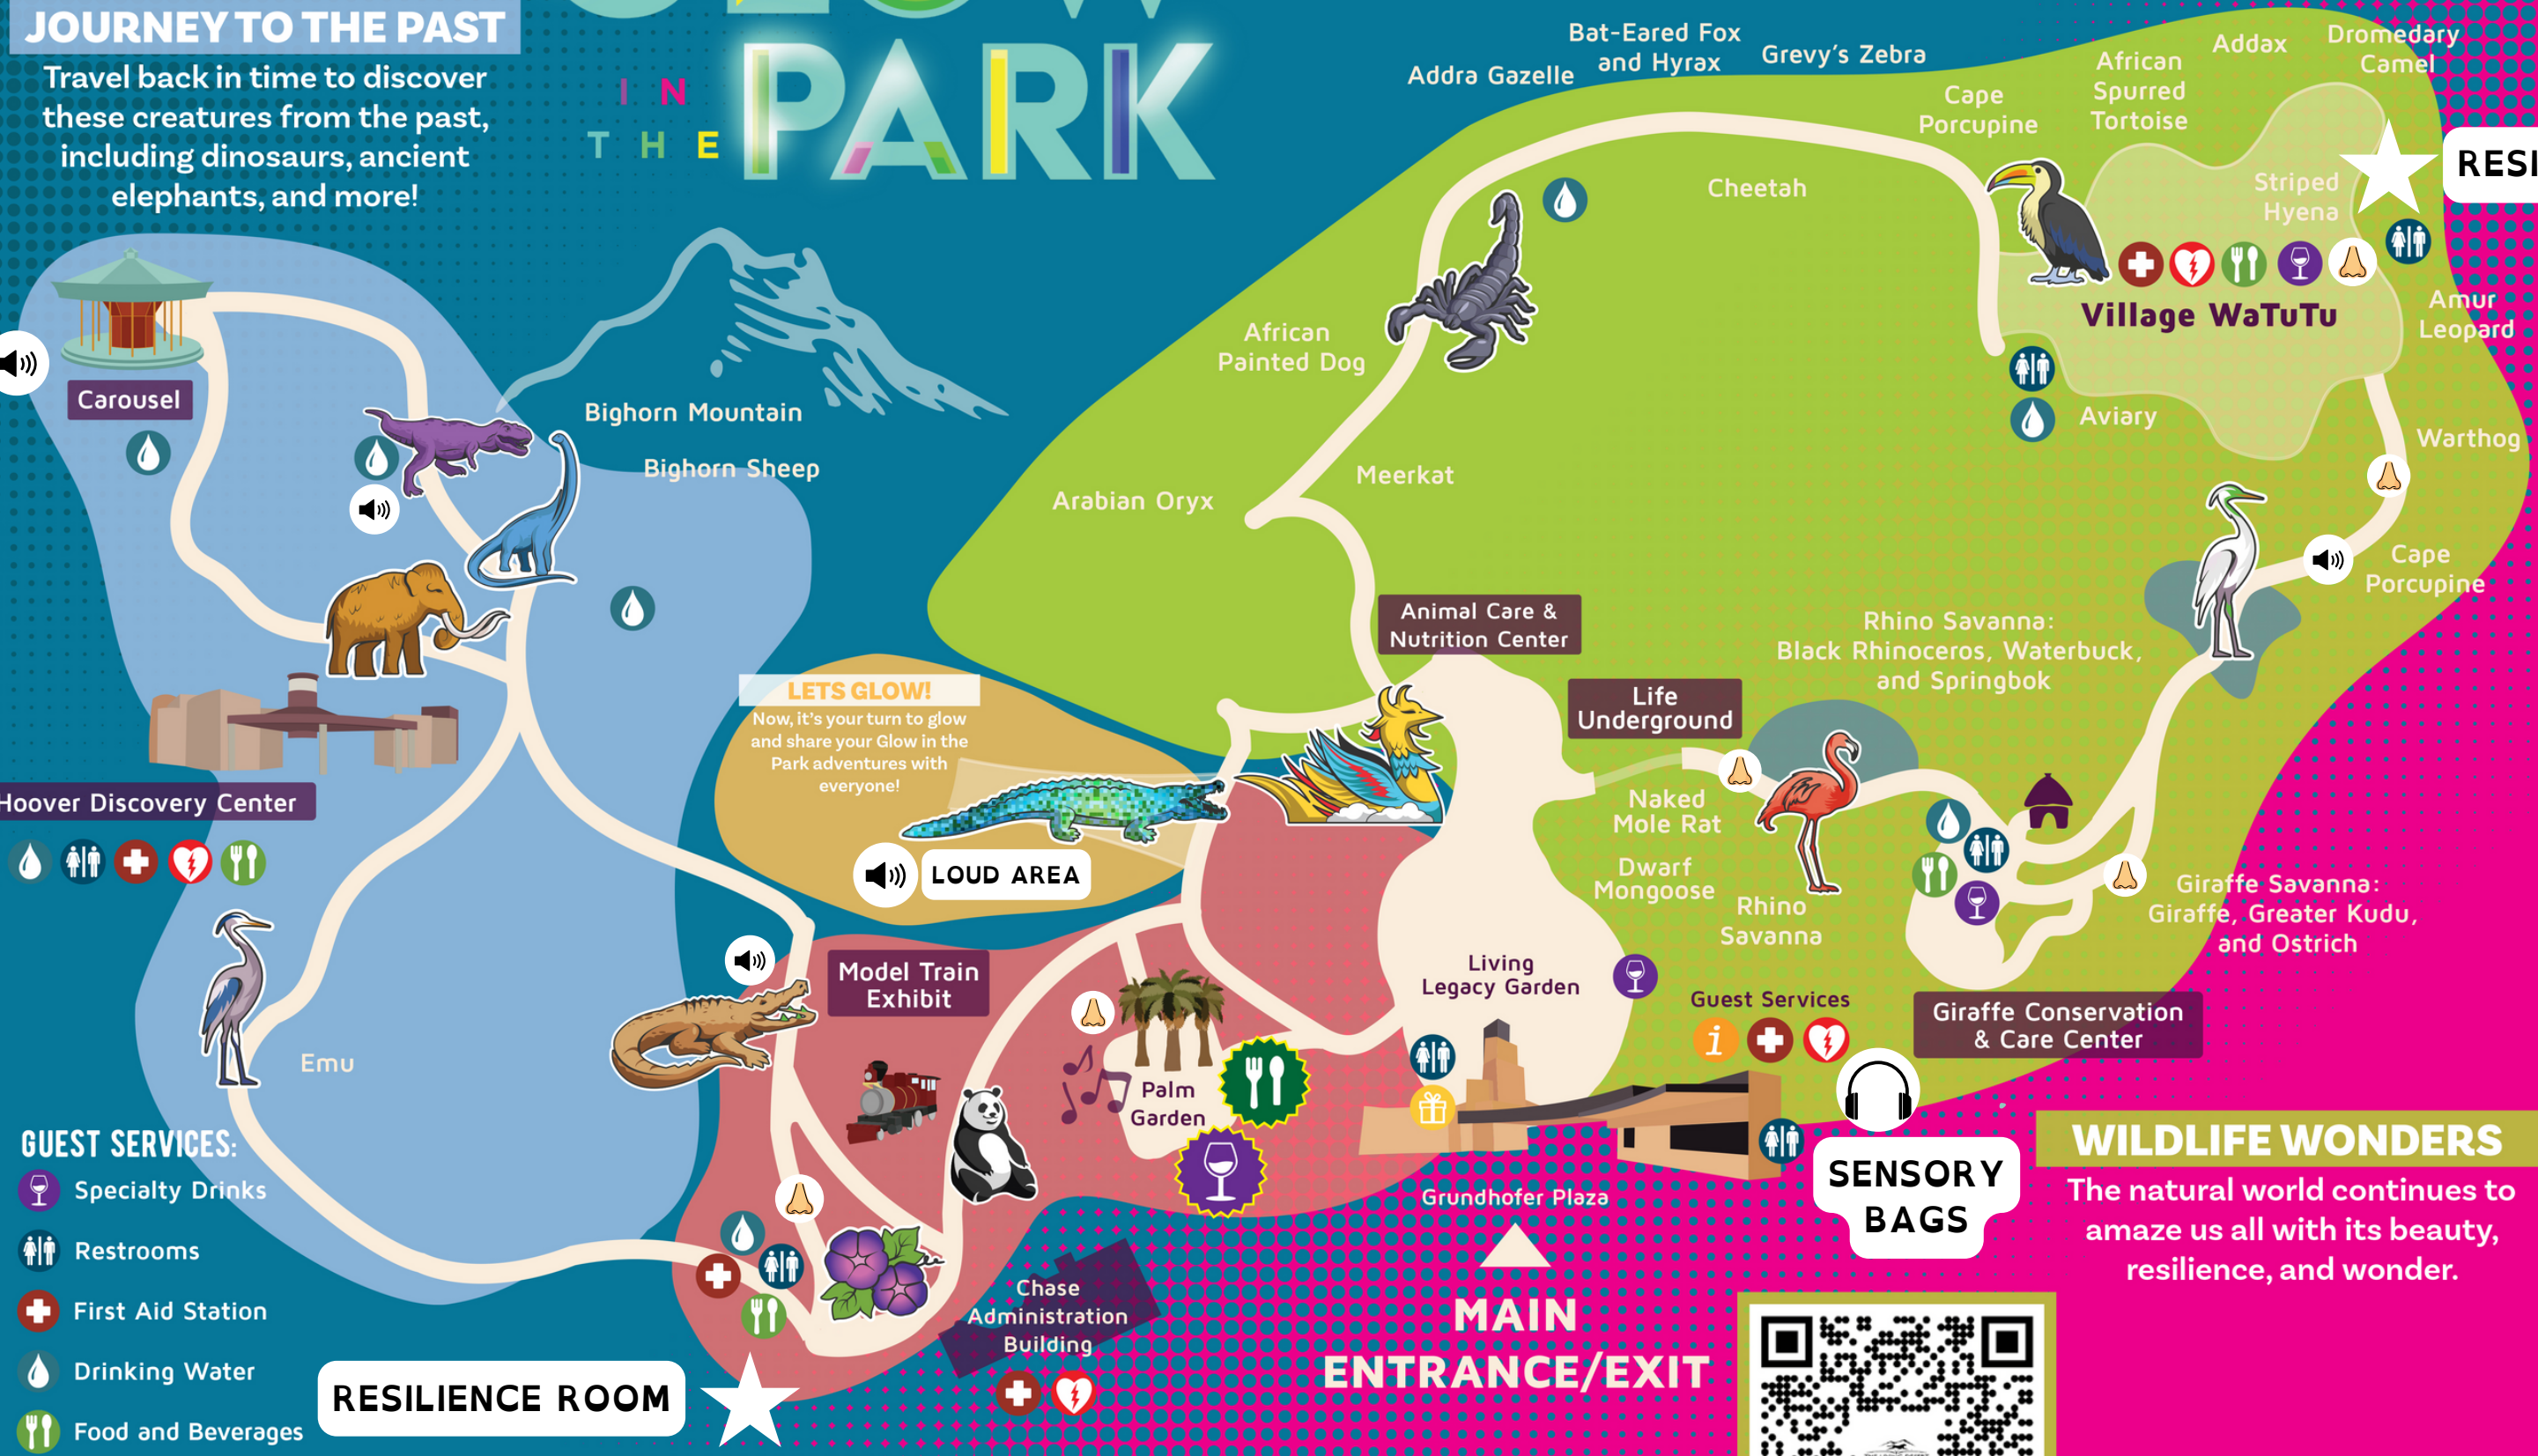 JOURNEY TO THE PAST
Travel back in time to discover
these creatures from the past,
including dinosaurs, ancient
elephants, and more!
IN
THE
PARK
Addra Gazelle
Bat-Eared Fox
and Hyrax
Grevy's Zebra
Cape
Porcupine
African
Spurred
Tortoise
Addax
Dromedary
Camel
Cheetah
Striped
Hyena
RESI
Village WaTuTu
Amur
Leopard
African
Painted Dog
Carousel
Bighorn Mountain
Bighorn Sheep
Aviary
Warthog
Meerkat
Arabian Oryx
Cape
Porcupine
Animal Care &
Nutrition Center
Rhino Savanna:
Black Rhinoceros, Waterbuck,
and Springbok
LETS GLOW!
Now, it's your turn to glow
and share your Glow in the
Park adventures with
everyone!
Life
Underground
Hoover Discovery Center
Naked
Mole Rat
Dwarf
Mongoose
Rhino
Savanna
LOUD AREA
Giraffe Savanna:
Giraffe, Greater Kudu,
and Ostrich
Model Train
Exhibit
Living
Legacy Garden
Guest Services
i
Giraffe Conservation
& Care Center
Emu
Palm
Garden
GUEST SERVICES:
Specialty Drinks
Restrooms
First Aid Station
Drinking Water
Food and Beverages
SENSORY
BAGS
WILDLIFE WONDERS
The natural world continues to
amaze us all with its beauty,
resilience, and wonder.
Grundhofer Plaza
MAIN
ENTRANCE/EXIT
Chase
Administration
Building
RESILIENCE ROOM